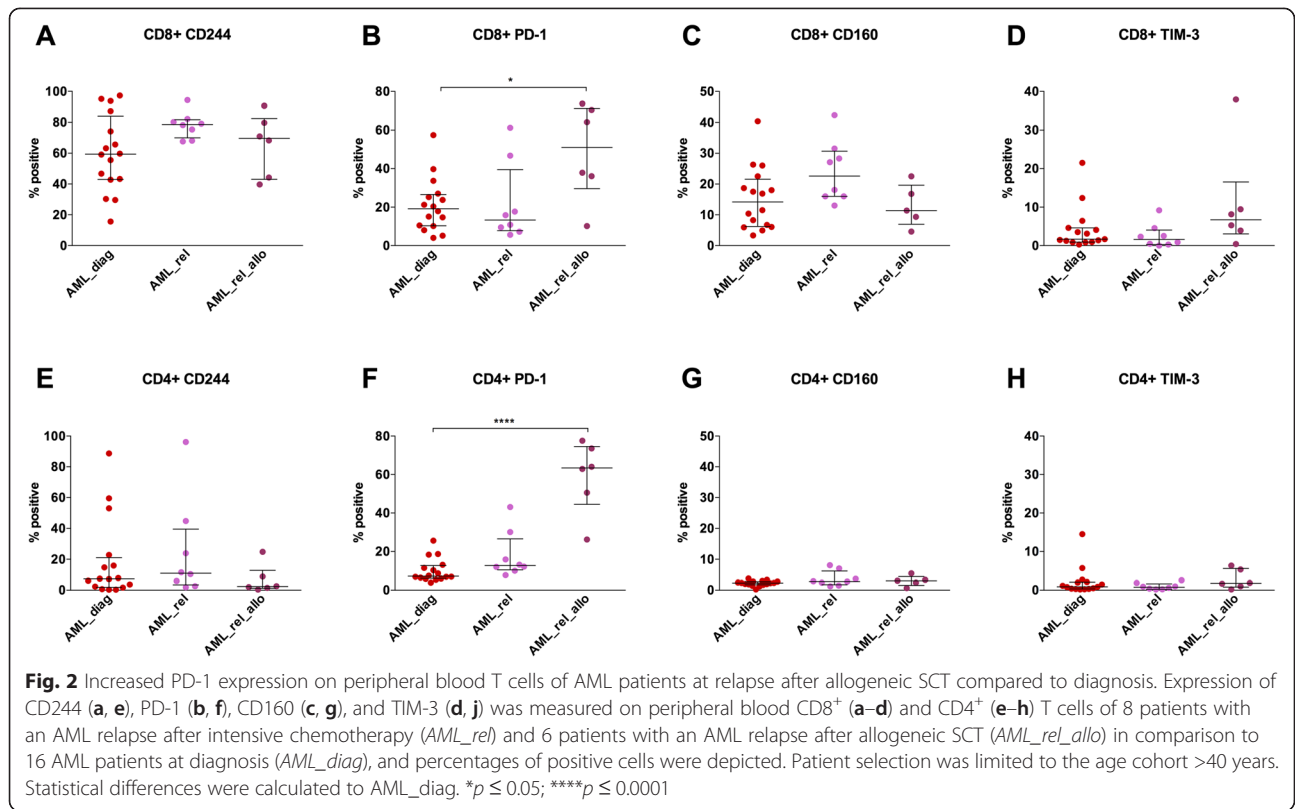 A CD8+ CD244
% positive
100
80
60
40
20
0
AML_diag
AML_rel
AML_rel_allo
B CD8+ PD-1
% positive
80
60
40
20
0
*
AML_diag
AML_rel
AML_rel_allo
C CD8+ CD160
% positive
50
40
30
20
10
0
AML_diag
AML_rel
AML_rel_allo
D CD8+ TIM-3
% positive
40
30
20
10
0
AML_diag
AML_rel
AML_rel_allo
E CD4+ CD244
% positive
100
80
60
40
20
0
AML_diag
AML_rel
AML_rel_allo
F CD4+ PD-1
% positive
80
60
40
20
0
****
AML_diag
AML_rel
AML_rel_allo
G CD4+ CD160
% positive
50
40
30
20
10
0
AML_diag
AML_rel
AML_rel_allo
H CD4+ TIM-3
% positive
40
30
20
10
0
AML_diag
AML_rel
AML_rel_allo
Fig. 2 Increased PD-1 expression on peripheral blood T cells of AML patients at relapse after allogeneic SCT compared to diagnosis. Expression of
CD244 (a, e), PD-1 (b, f), CD160 (c, g), and TIM-3 (d, j) was measured on peripheral blood CD8⁺ (a–d) and CD4⁺ (e–h) T cells of 8 patients with
an AML relapse after intensive chemotherapy (AML_rel) and 6 patients with an AML relapse after allogeneic SCT (AML_rel_allo) in comparison to
16 AML patients at diagnosis (AML_diag), and percentages of positive cells were depicted. Patient selection was limited to the age cohort >40 years.
Statistical differences were calculated to AML_diag. *p ≤ 0.05; ****p ≤ 0.0001